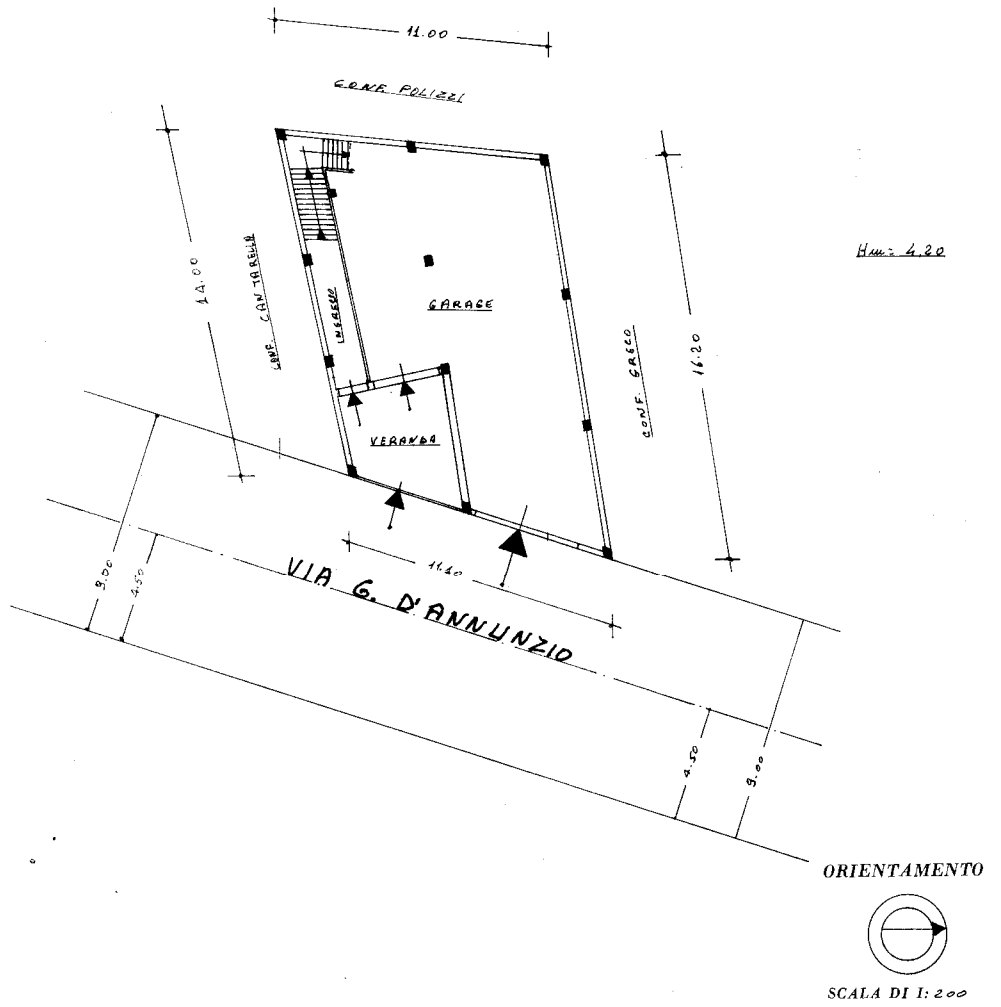 11.00
CONF. POLIZZI
14.00
CONF. CANTARELLA
INGRESSO
GARAGE
CONF. GRECO
16.20
Hm: 4,20
VERANDA
9.00
4.50
11.10
VIA G. D'ANNUNZIO
4.50
9.00
ORIENTAMENTO
SCALA DI 1: 200